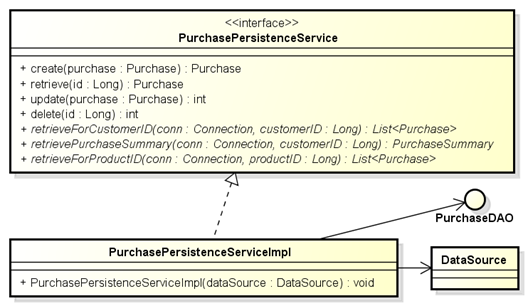 <<interface>>
PurchasePersistenceService
+ create(purchase : Purchase) : Purchase
+ retrieve(id : Long) : Purchase
+ update(purchase : Purchase) : int
+ delete(id : Long) : int
+ retrieveForCustomerID(conn : Connection, customerID : Long) : List<Purchase>
+ retrievePurchaseSummary(conn : Connection, customerID : Long) : PurchaseSummary
+ retrieveForProductID(conn : Connection, productID : Long) : List<Purchase>
PurchaseDAO
PurchasePersistenceServiceImpl
+ PurchasePersistenceServiceImpl(dataSource : DataSource) : void
DataSource